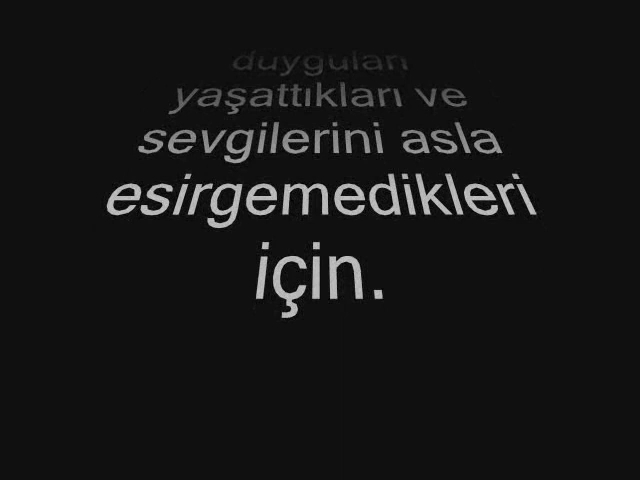 duyguları
yaşattıkları ve
sevgilerini asla
esirgemedikleri
için.